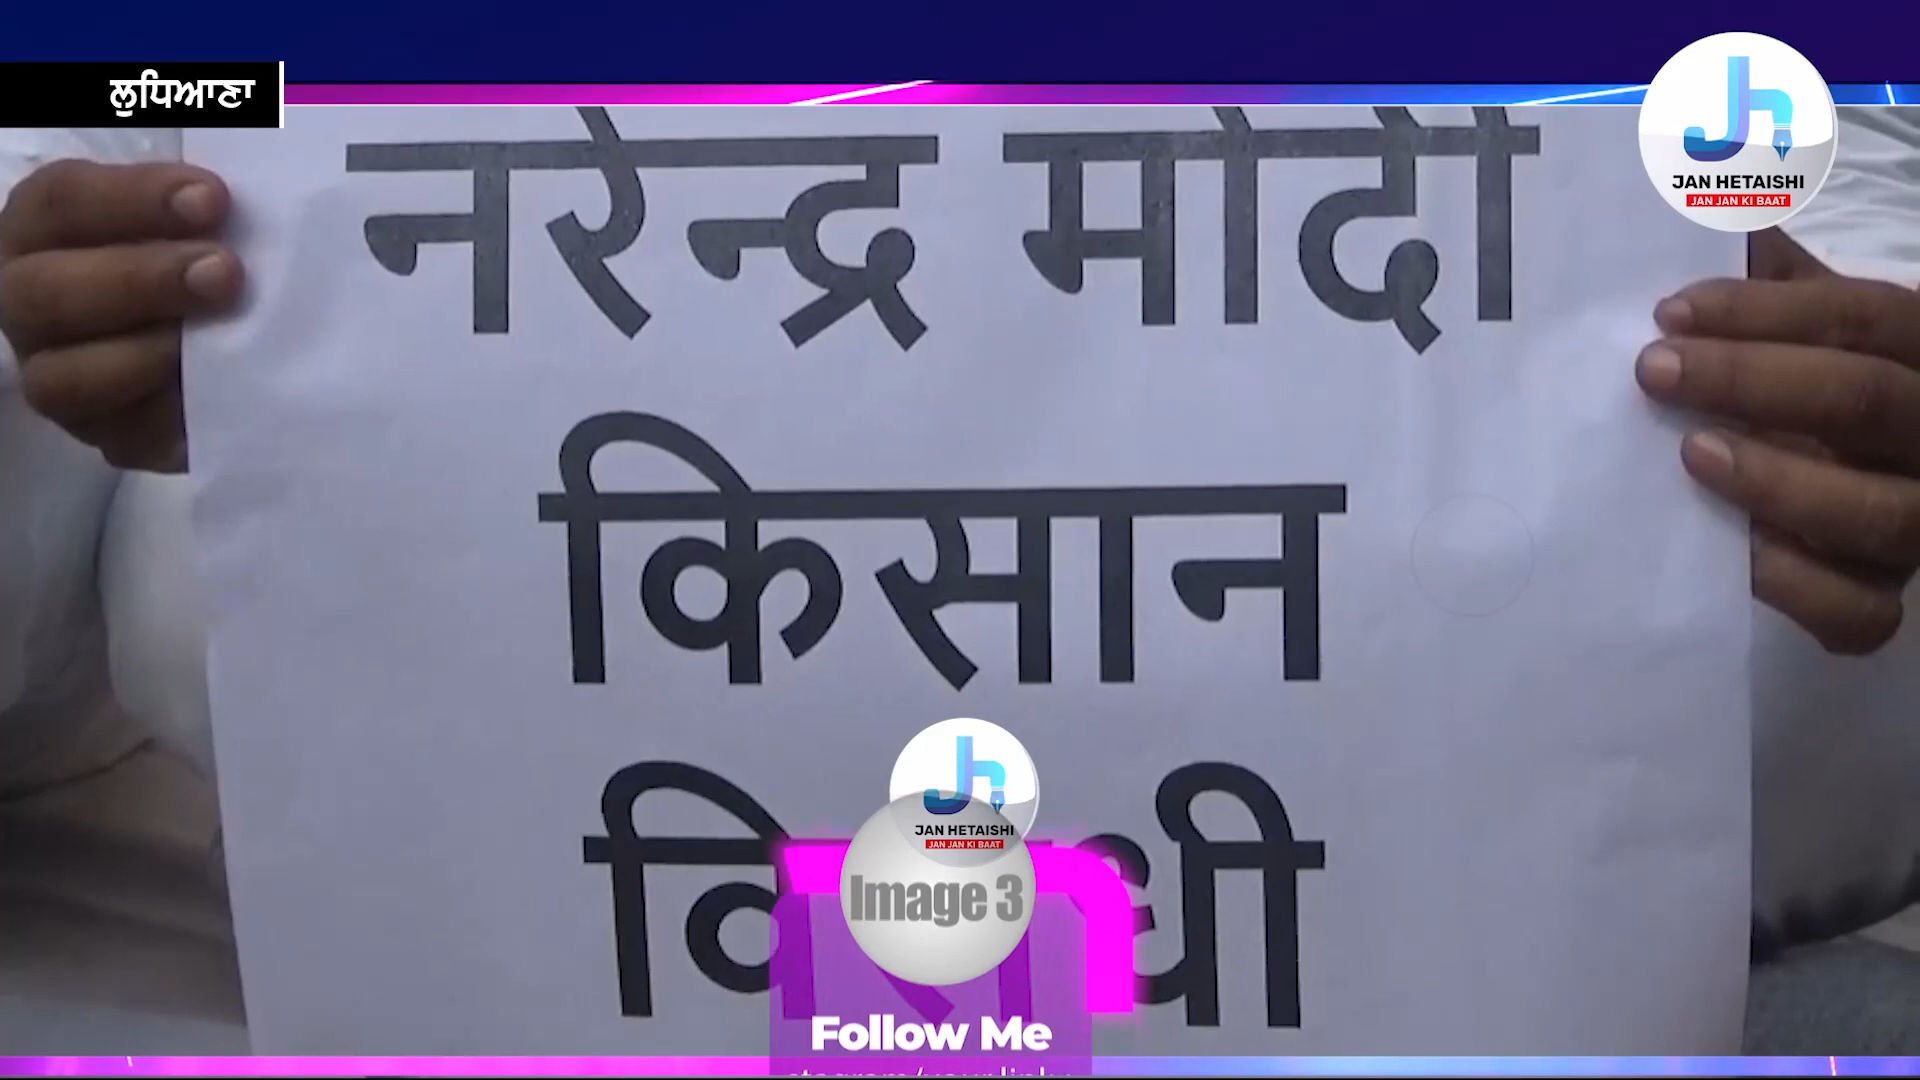 ਲੁਧਿਆਣਾ
JAN HETAISHI
JAN JAN KI BAAT
नरेन्द्र मोदी
किसान
JAN HETAISHI
JAN JAN KI BAAT
Image 3
Follow Me